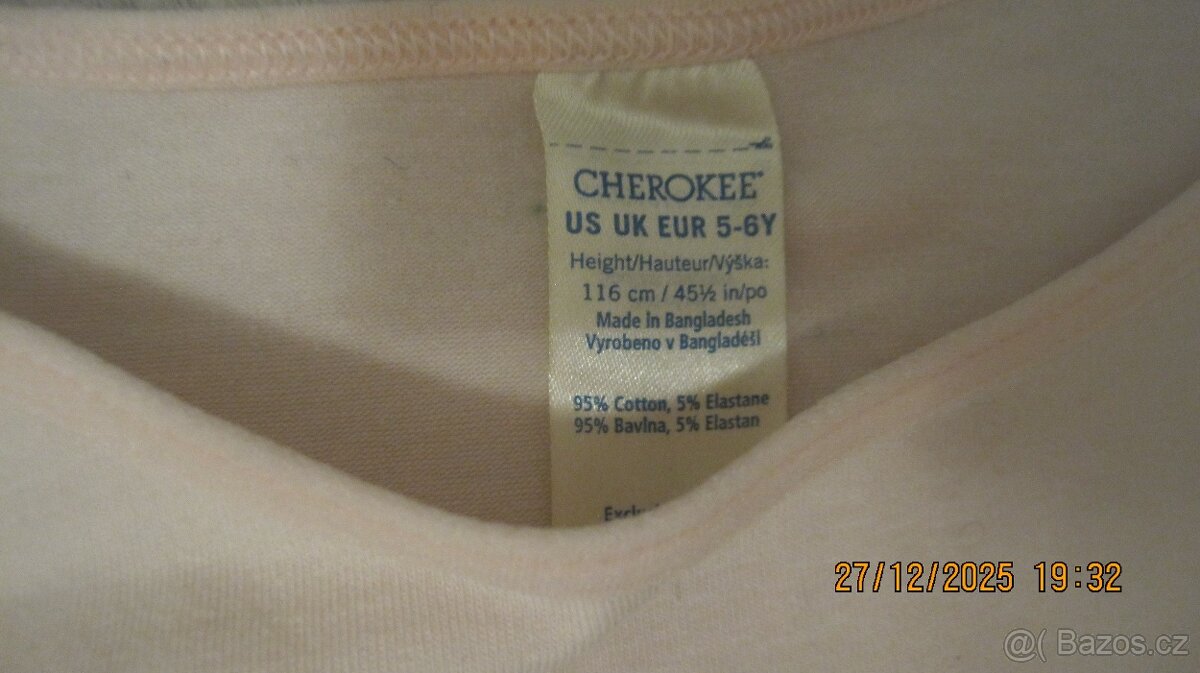 CHEROKEE
US UK EUR 5-6Y
Height/Hauteur/Výška:
116 cm / 45½ in/po
Made in Bangladesh
Vyrobeno v Bangladéši
95% Cotton, 5% Elastane
95% Bavlna, 5% Elastan
27/12/2025 19:32
@( Bazos.cz